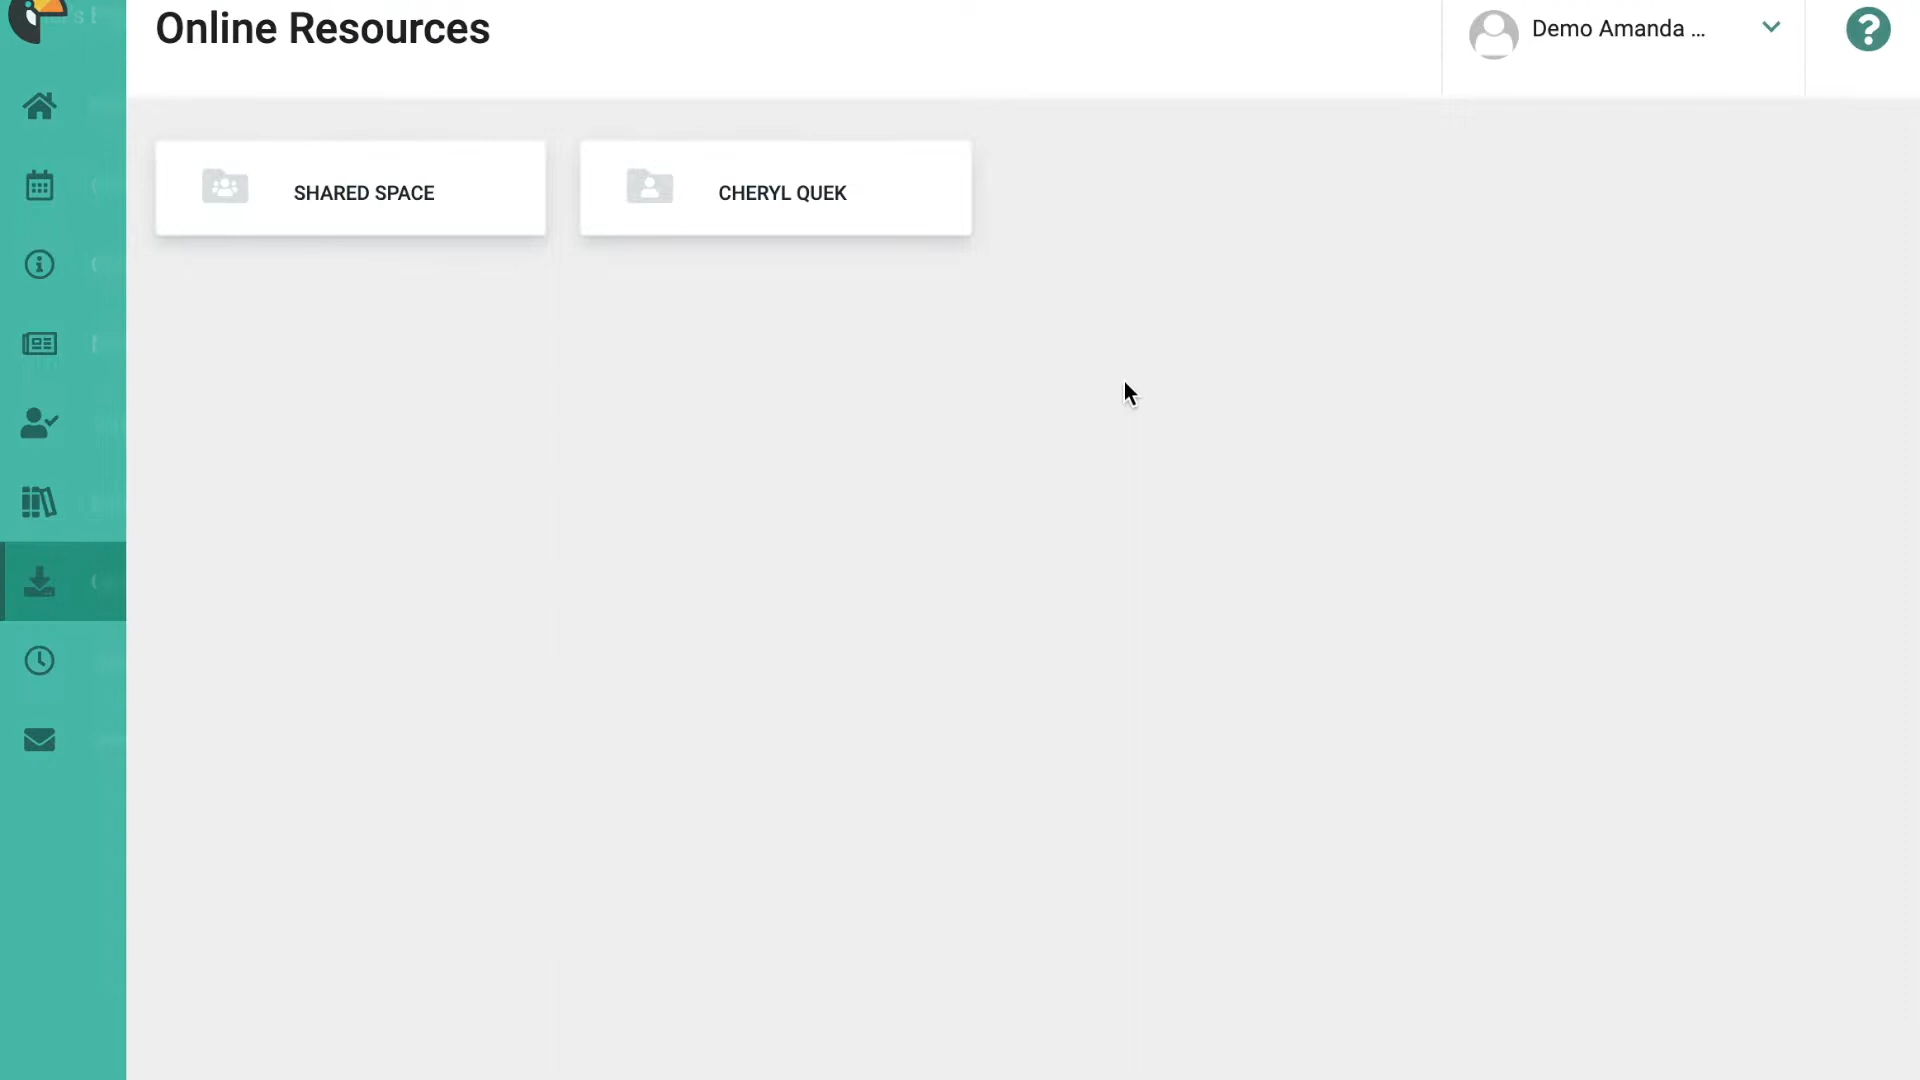 Online Resources
Demo Amanda ...
SHARED SPACE
CHERYL QUEK